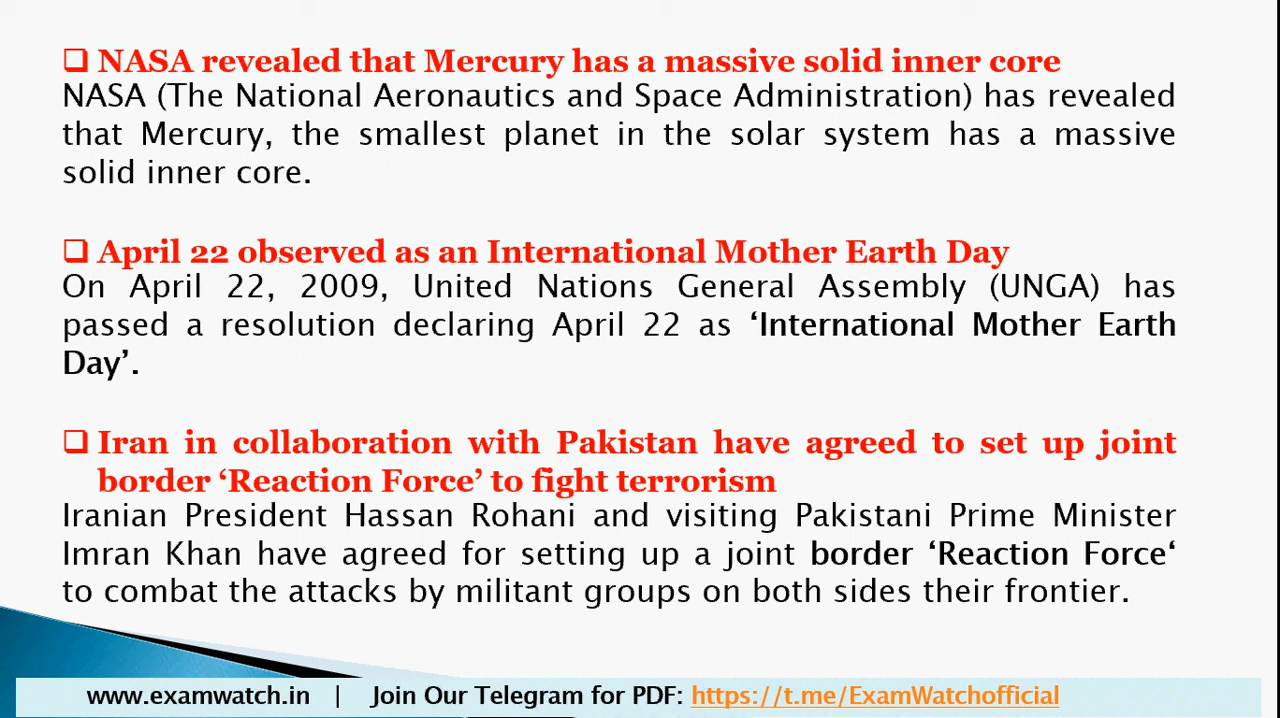 ❑ NASA revealed that Mercury has a massive solid inner core
NASA (The National Aeronautics and Space Administration) has revealed
that Mercury, the smallest planet in the solar system has a massive
solid inner core.
❑ April 22 observed as an International Mother Earth Day
On April 22, 2009, United Nations General Assembly (UNGA) has
passed a resolution declaring April 22 as ‘International Mother Earth
Day’.
❑ Iran in collaboration with Pakistan have agreed to set up joint
border ‘Reaction Force’ to fight terrorism
Iranian President Hassan Rohani and visiting Pakistani Prime Minister
Imran Khan have agreed for setting up a joint border ‘Reaction Force‘
to combat the attacks by militant groups on both sides their frontier.
www.examwatch.in | Join Our Telegram for PDF: https://t.me/ExamWatchofficial